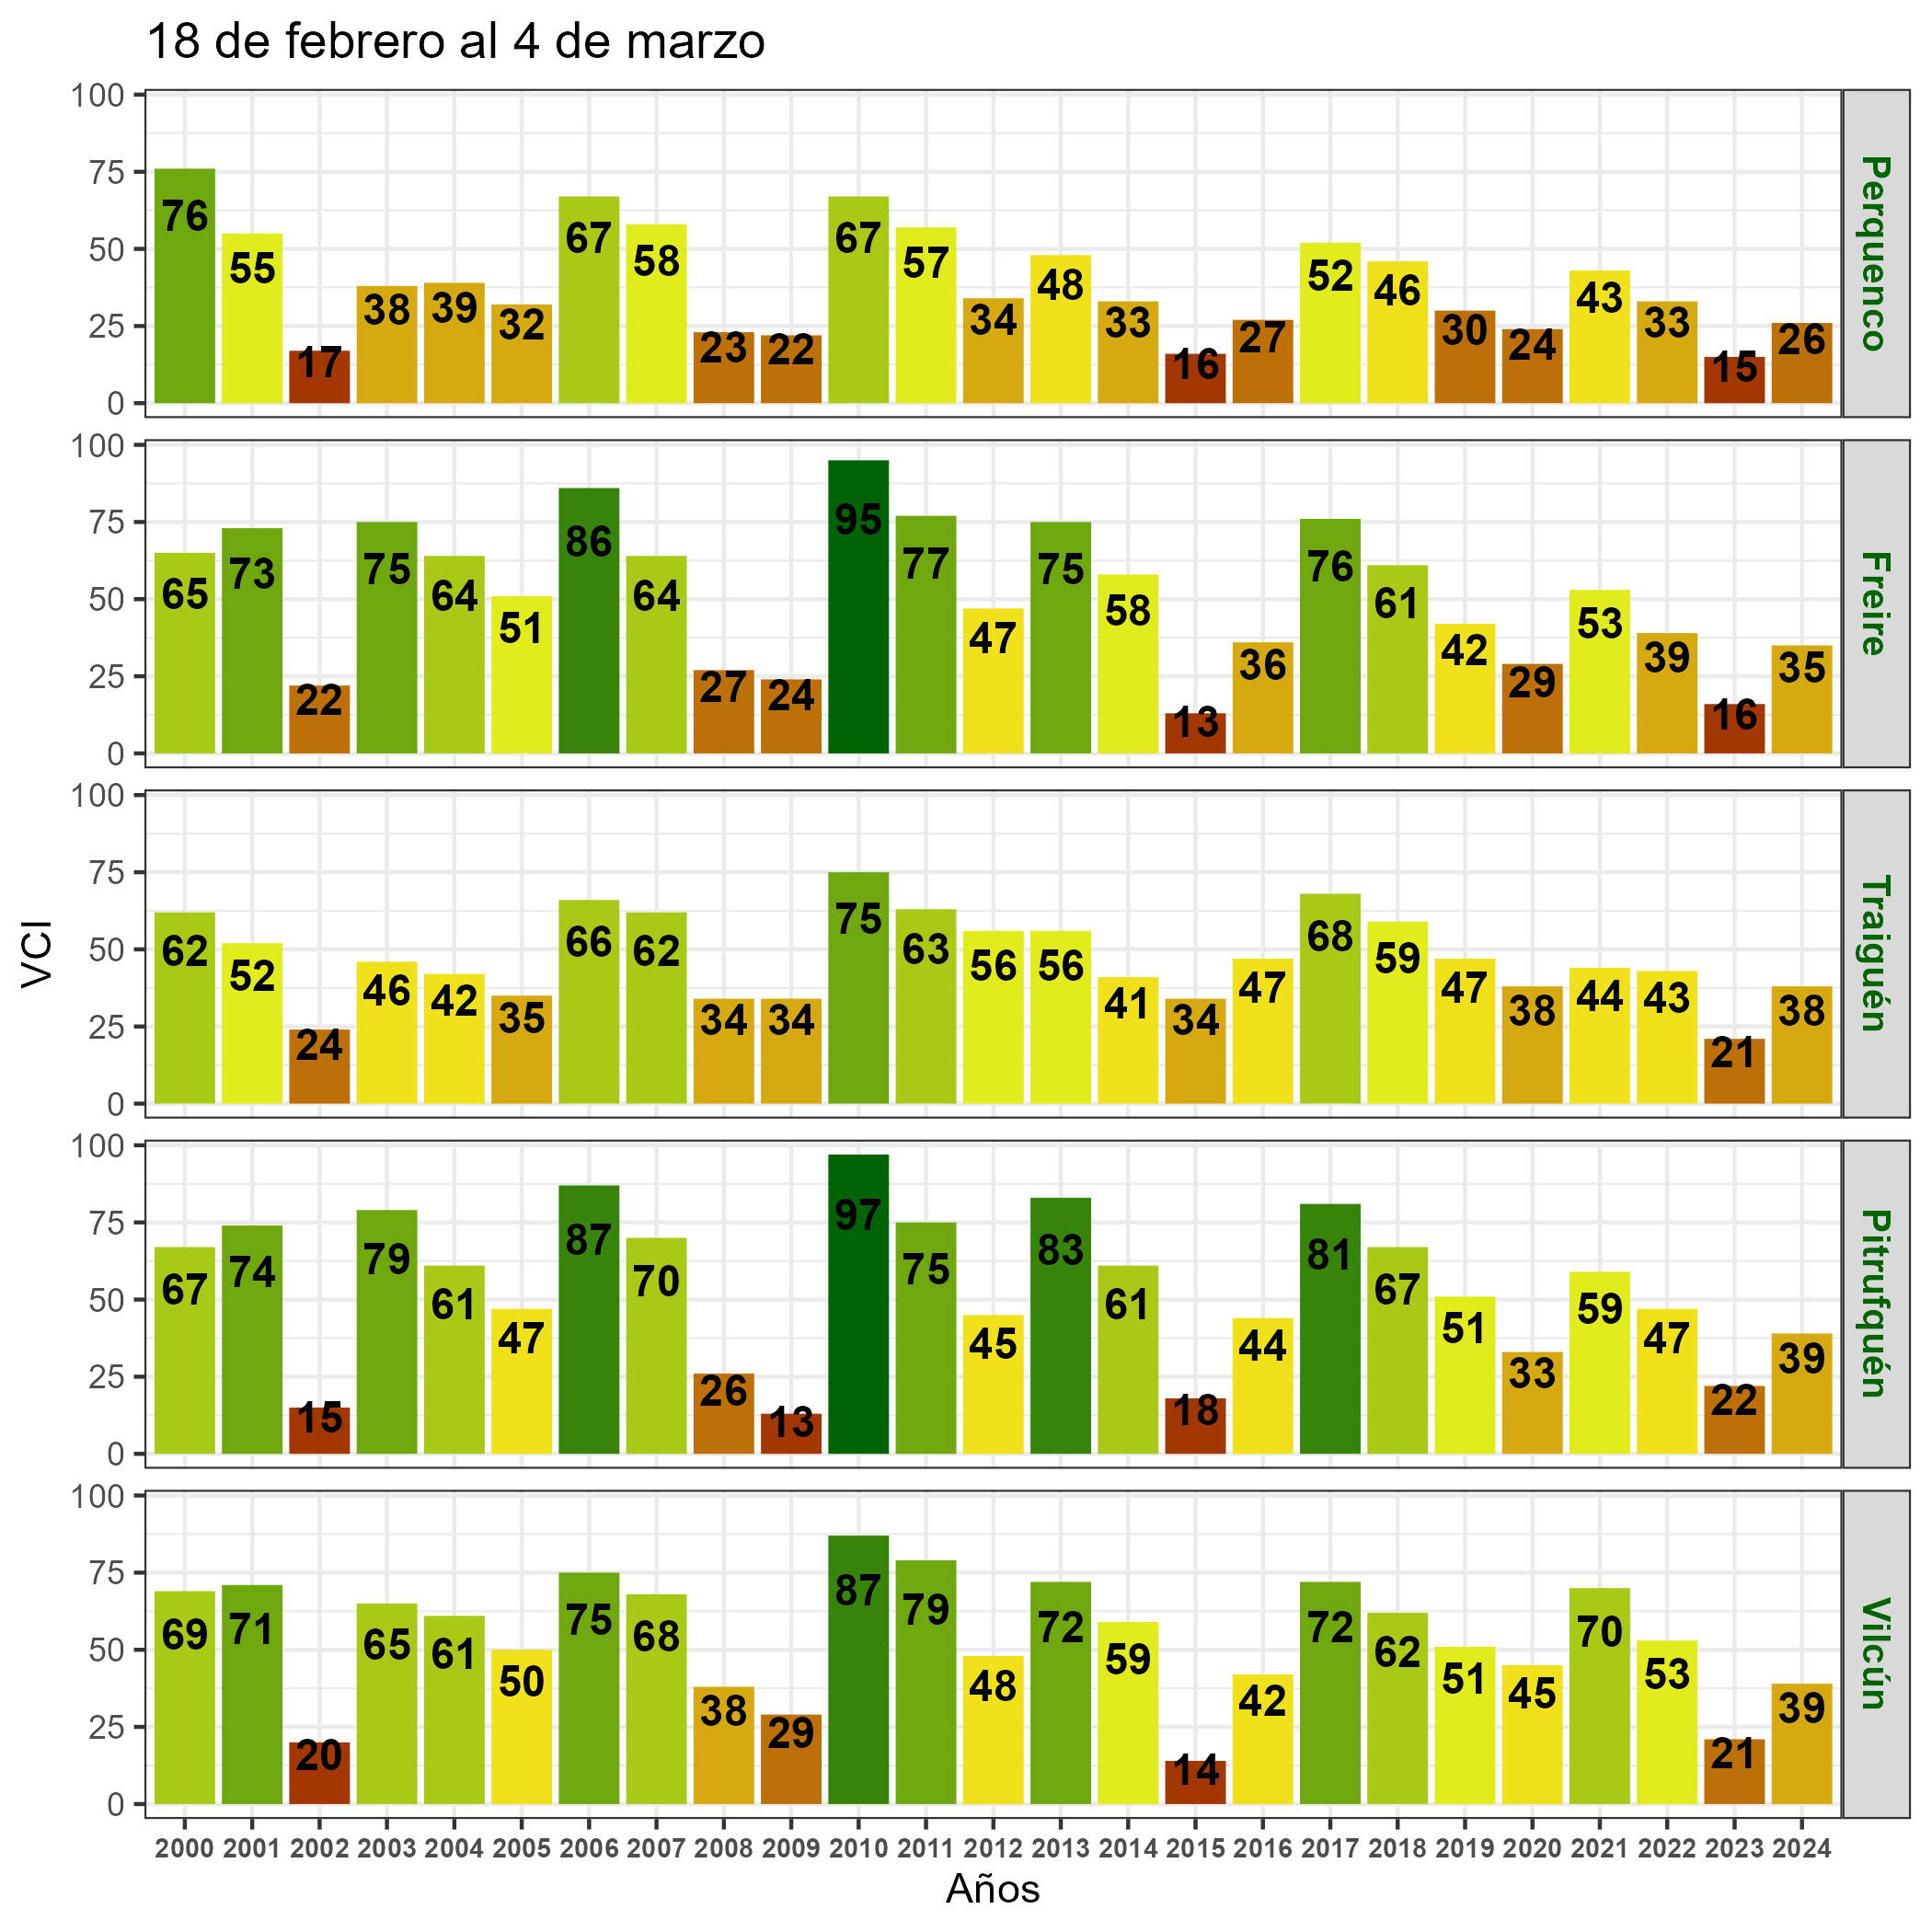 18 de febrero al 4 de marzo
100
75
50
25
0
76 55 17 38 39 32 67 58 23 22 67 57 34 48 33 16 27 52 46 30 24 43 33 15 26
Perquenco
100
75
50
25
0
65 73 22 75 64 51 86 64 27 24 95 77 47 75 58 13 36 76 61 42 29 53 39 16 35
Freire
VCI
100
75
50
25
0
62 52 24 46 42 35 66 62 34 34 75 63 56 56 41 34 47 68 59 47 38 44 43 21 38
Traiguén
100
75
50
25
0
67 74 15 79 61 47 87 70 26 13 97 75 45 83 61 18 44 81 67 51 33 59 47 22 39
Pitrufquén
100
75
50
25
0
69 71 20 65 61 50 75 68 38 29 87 79 48 72 59 14 42 72 62 51 45 70 53 21 39
Vilcún
2000 2001 2002 2003 2004 2005 2006 2007 2008 2009 2010 2011 2012 2013 2014 2015 2016 2017 2018 2019 2020 2021 2022 2023 2024
Años